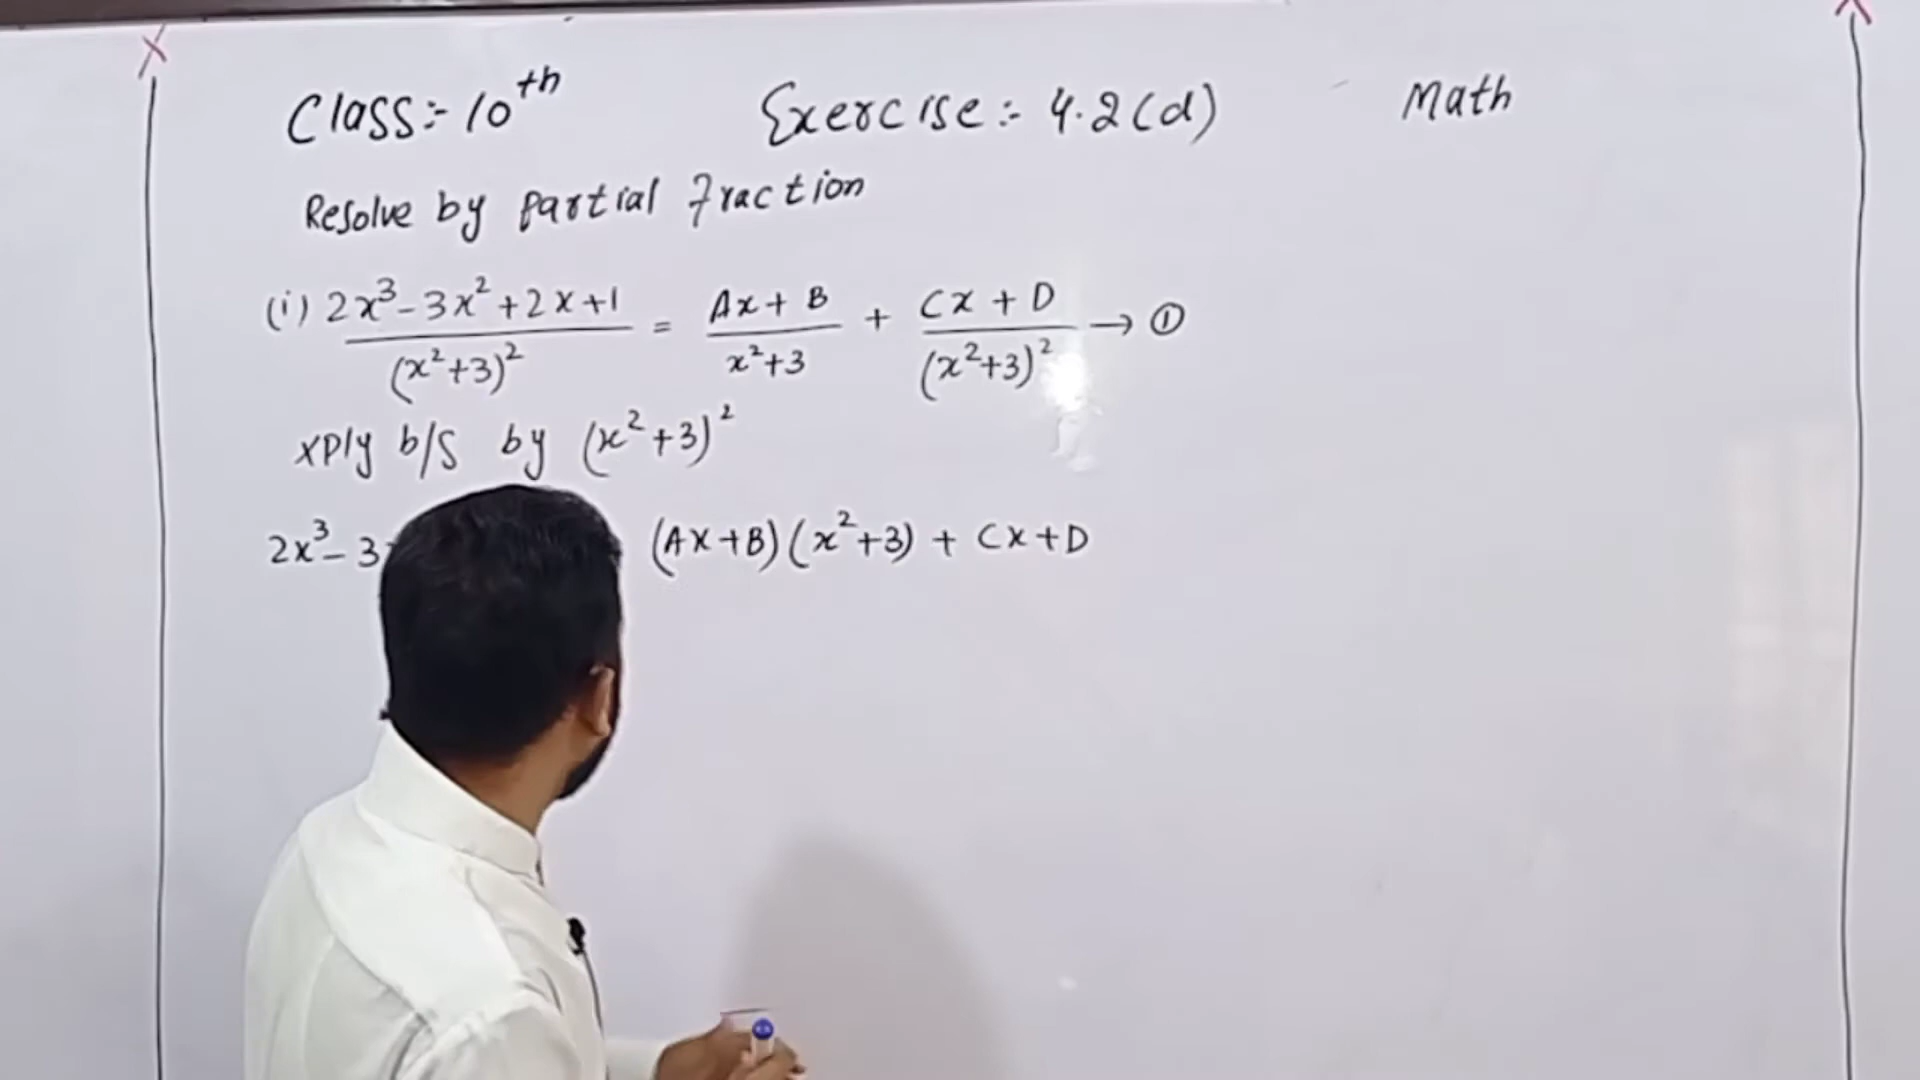 Class:- 10th Exercise:- 4.2(d) Math
Resolve by Partial Fraction
(i) 2x³-3x²+2x+1 / (x²+3)² = Ax+B / x²+3 + Cx+D / (x²+3)² → ①
xply b/s by (x²+3)²
2x³-3 (Ax+B)(x²+3) + Cx+D